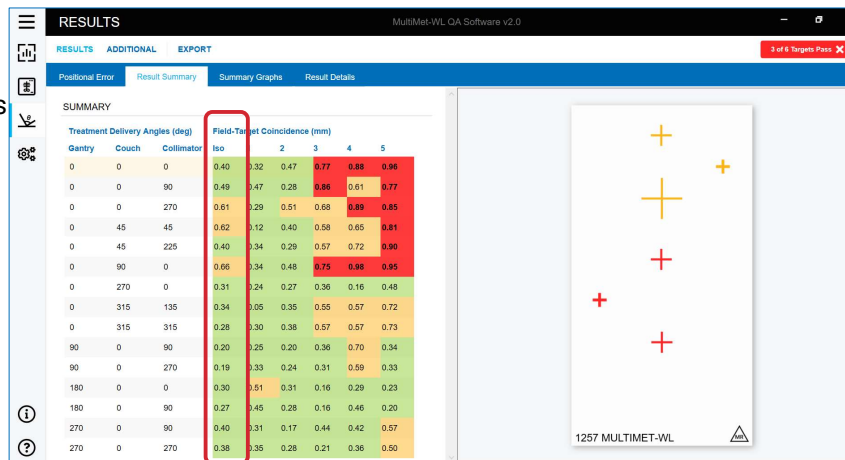 RESULTS MultiMet-WL QA Software v2.0
RESULTS ADDITIONAL EXPORT 3 of 6 Targets Pass
Positional Error Result Summary Summary Graphs Result Details
S
SUMMARY
Treatment Delivery Angles (deg) Field-Target Coincidence (mm)
Gantry Couch Collimator Iso 2 3 4 5
0 0 0 0.40 0.32 0.47 0.77 0.88 0.96
0 0 90 0.49 0.47 0.28 0.86 0.61 0.77
0 0 270 0.61 0.29 0.51 0.68 0.89 0.85
0 45 45 0.62 0.12 0.40 0.58 0.65 0.81
0 45 225 0.40 0.34 0.29 0.57 0.72 0.90
0 90 0 0.66 0.34 0.48 0.75 0.98 0.95
0 270 0 0.31 0.24 0.27 0.36 0.16 0.48
0 315 135 0.34 0.05 0.35 0.55 0.57 0.72
0 315 315 0.28 0.30 0.38 0.57 0.57 0.73
90 0 90 0.20 0.25 0.20 0.36 0.70 0.34
90 0 270 0.19 0.33 0.24 0.31 0.59 0.33
180 0 0 0.30 0.51 0.31 0.16 0.29 0.23
180 0 90 0.27 0.45 0.28 0.16 0.46 0.20
270 0 90 0.40 0.31 0.17 0.44 0.42 0.57
270 0 270 0.38 0.35 0.28 0.21 0.36 0.50
1257 MULTIMET-WL MR